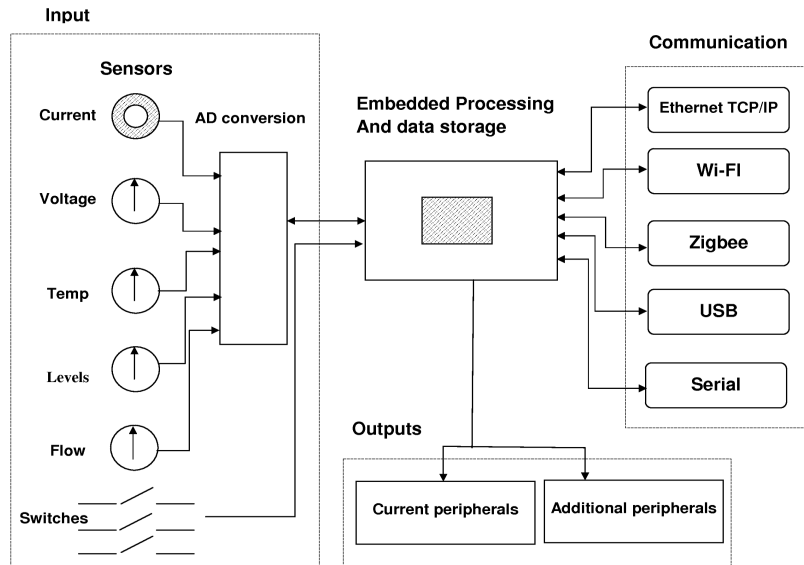 Input
Sensors
Current
AD conversion
Voltage
Temp
Levels
Flow
Switches
Embedded Processing
And data storage
Communication
Ethernet TCP/IP
Wi-FI
Zigbee
USB
Serial
Outputs
Current peripherals
Additional peripherals